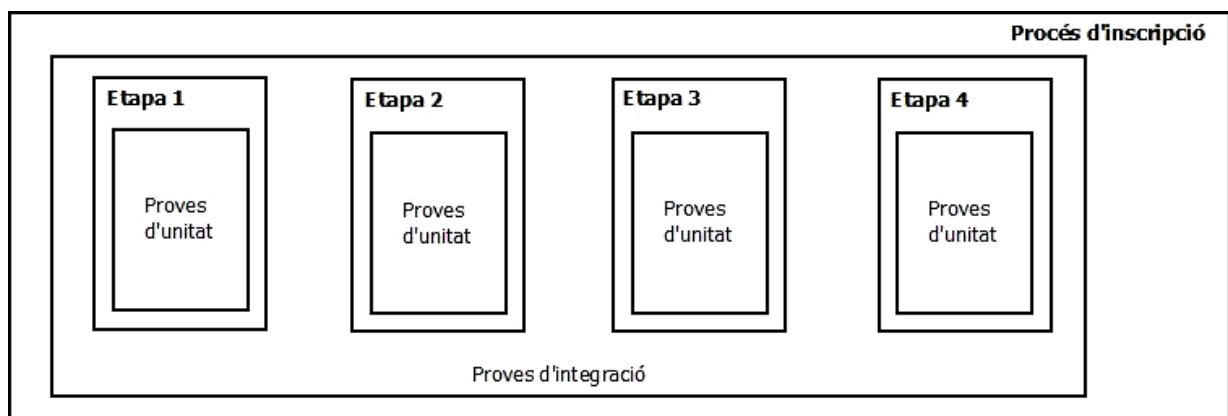 Procés d'inscripció
Etapa 1
Proves
d'unitat
Etapa 2
Proves
d'unitat
Etapa 3
Proves
d'unitat
Etapa 4
Proves
d'unitat
Proves d'integració